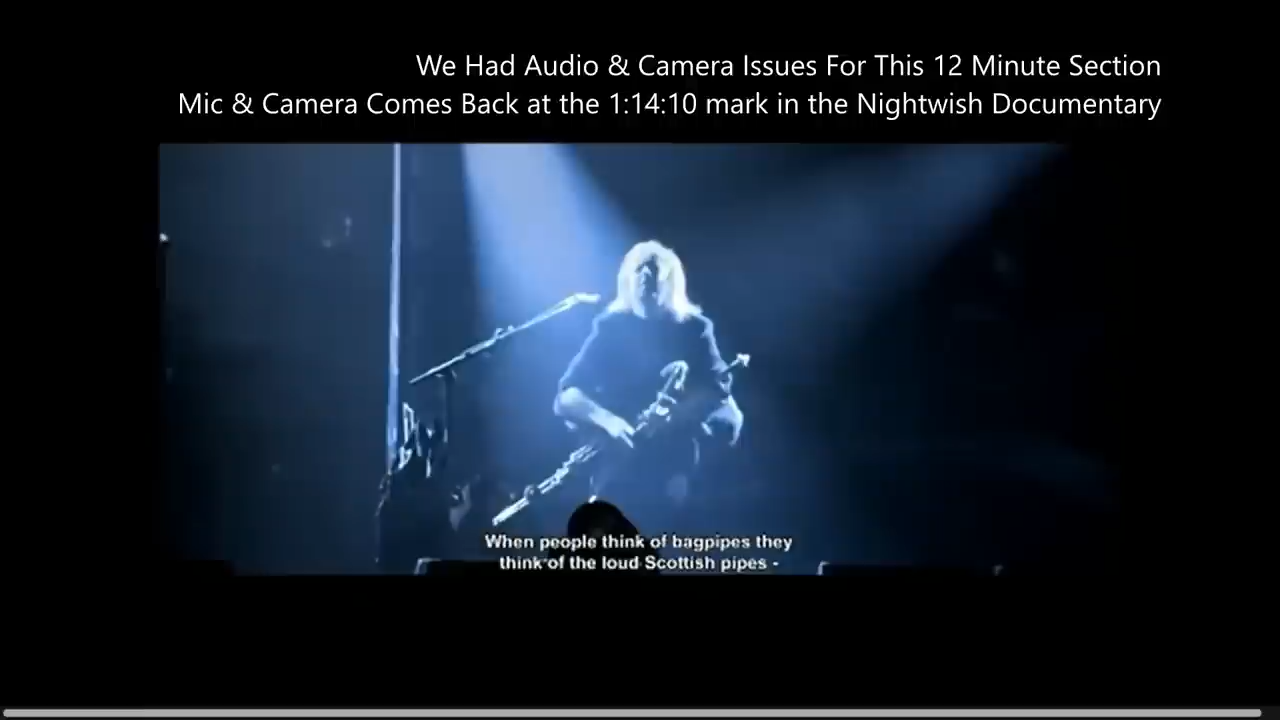 We Had Audio & Camera Issues For This 12 Minute Section
Mic & Camera Comes Back at the 1:14:10 mark in the Nightwish Documentary
When people think of bagpipes they
think of the loud Scottish pipes -